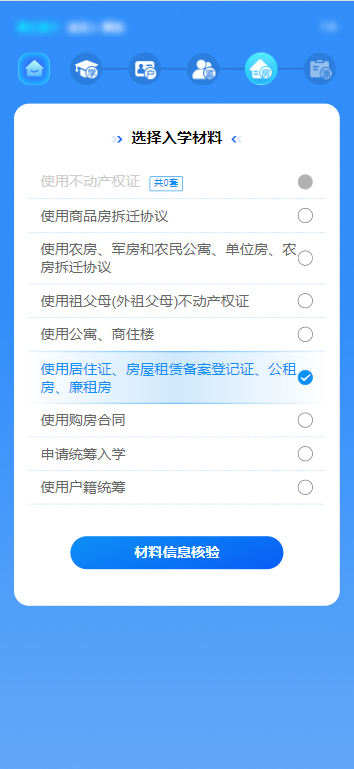 学
户
房
选择入学材料
使用不动产权证 共0套
使用商品房拆迁协议
使用农房、军房和农民公寓、单位房、农
房拆迁协议
使用祖父母(外祖父母)不动产权证
使用公寓、商住楼
使用居住证、房屋租赁备案登记证、公租
房、廉租房
使用购房合同
申请统筹入学
使用户籍统筹
材料信息核验